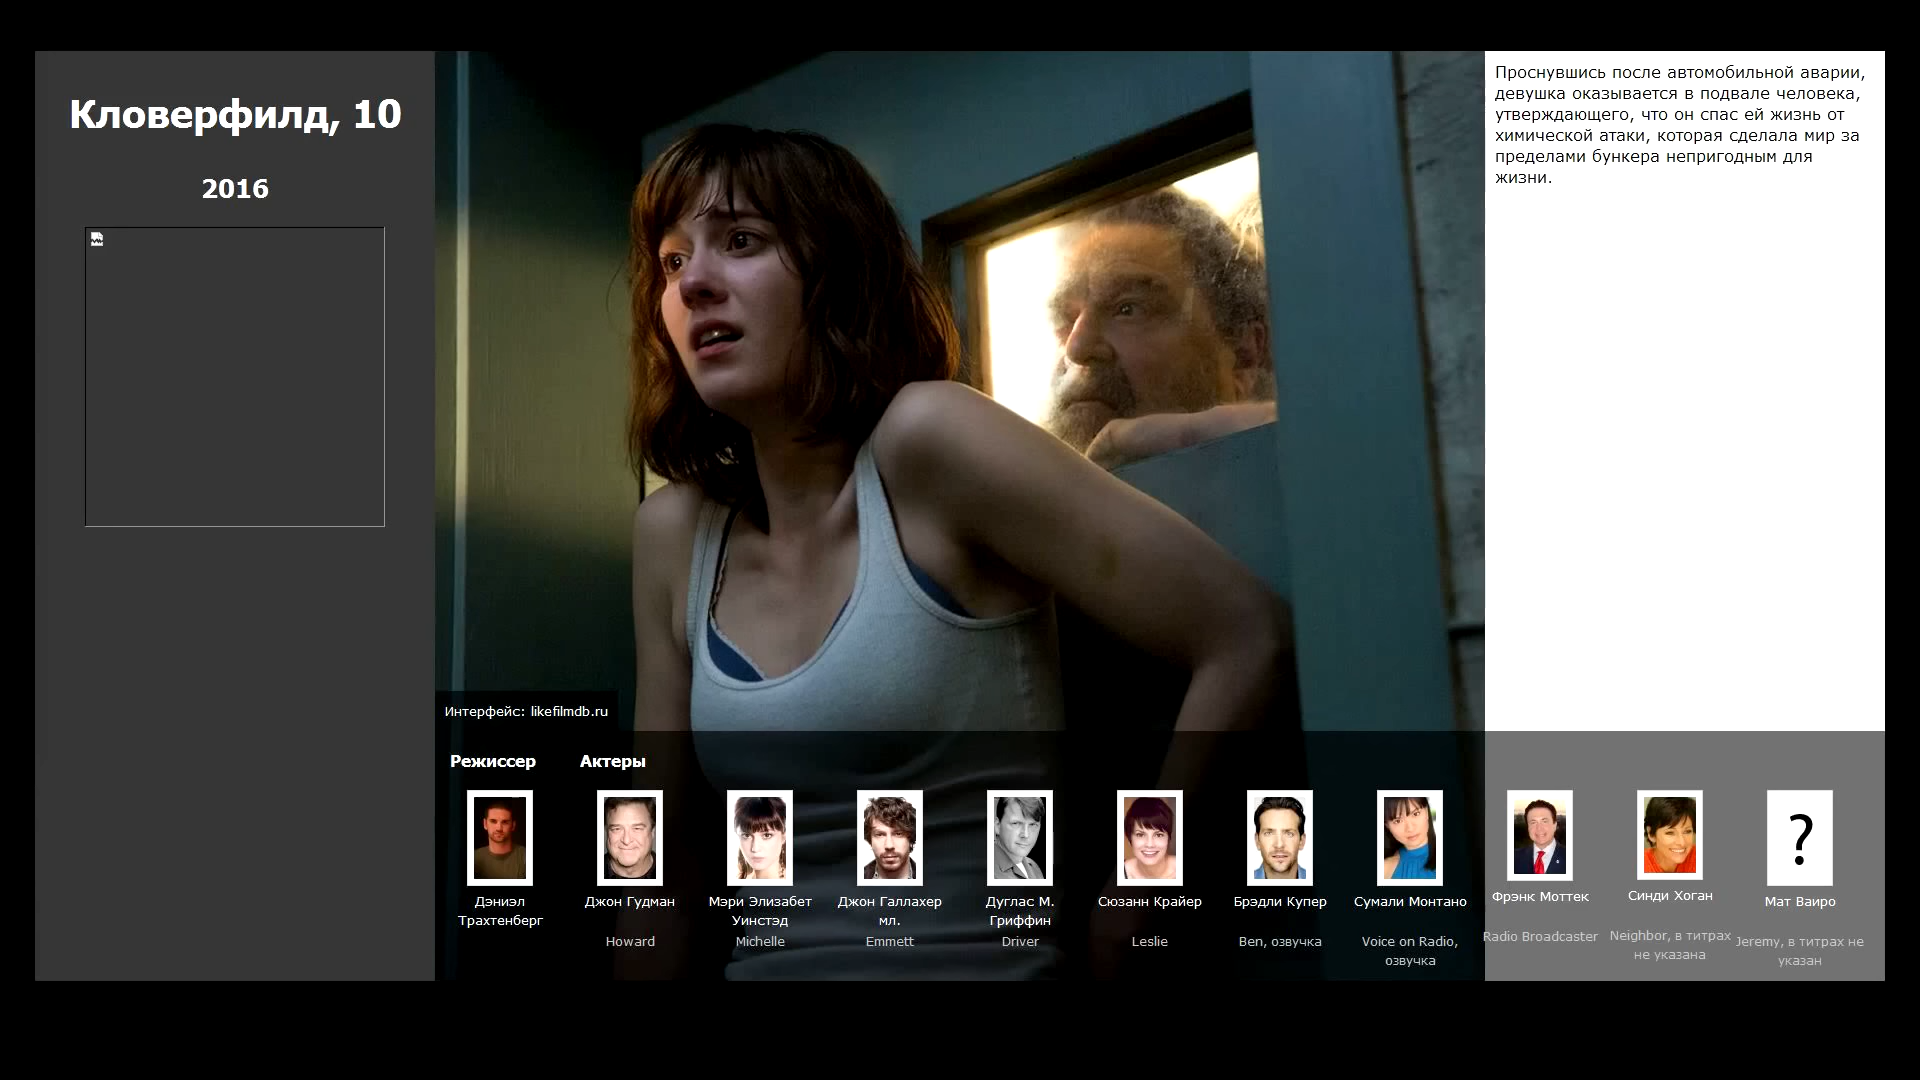 Кловерфилд, 10
2016
Проснувшись после автомобильной аварии,
девушка оказывается в подвале человека,
утверждающего, что он спас ей жизнь от
химической атаки, которая сделала мир за
пределами бункера непригодным для
жизни.
Интерфейс: likefilmdb.ru
Режиссер
Актеры
Дэниэл
Трахтенберг
Джон Гудман
Howard
Мэри Элизабет
Уинстэд
Michelle
Джон Галлахер
мл.
Emmett
Дуглас М.
Гриффин
Driver
Сюзанн Крайер
Leslie
Брэдли Купер
Ben, озвучка
Сумали Монтано
Voice on Radio,
озвучка
Фрэнк Моттек
Radio Broadcaster
Синди Хоган
Neighbor, в титрах
не указана
?
Мат Ваиро
Jeremy, в титрах не
указан